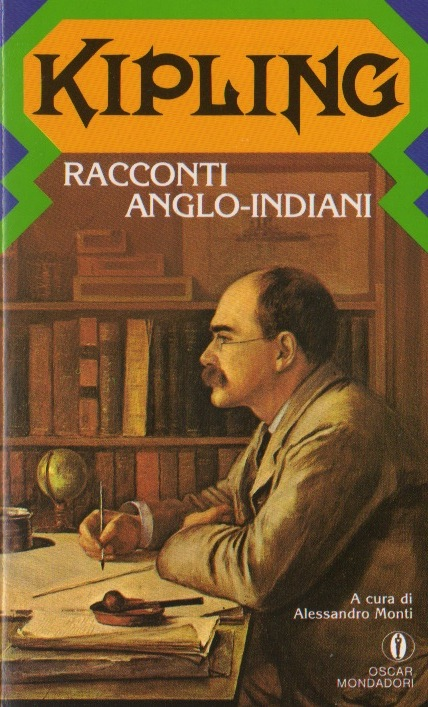 KIPLING
RACCONTI
ANGLO-INDIANI
A cura di
Alessandro Monti
OSCAR
MONDADORI